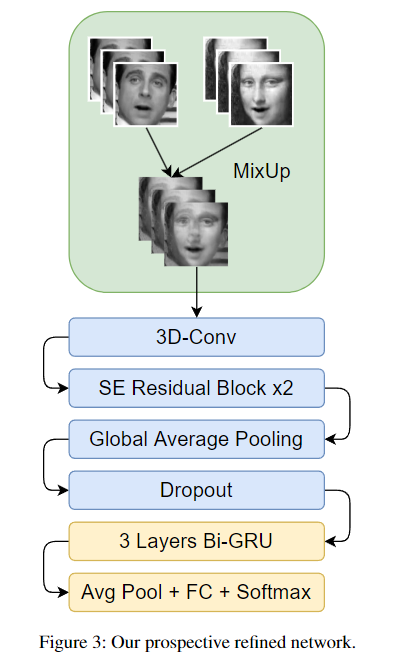 MixUp
3D-Conv
SE Residual Block x2
Global Average Pooling
Dropout
3 Layers Bi-GRU
Avg Pool + FC + Softmax
Figure 3: Our prospective refined network.